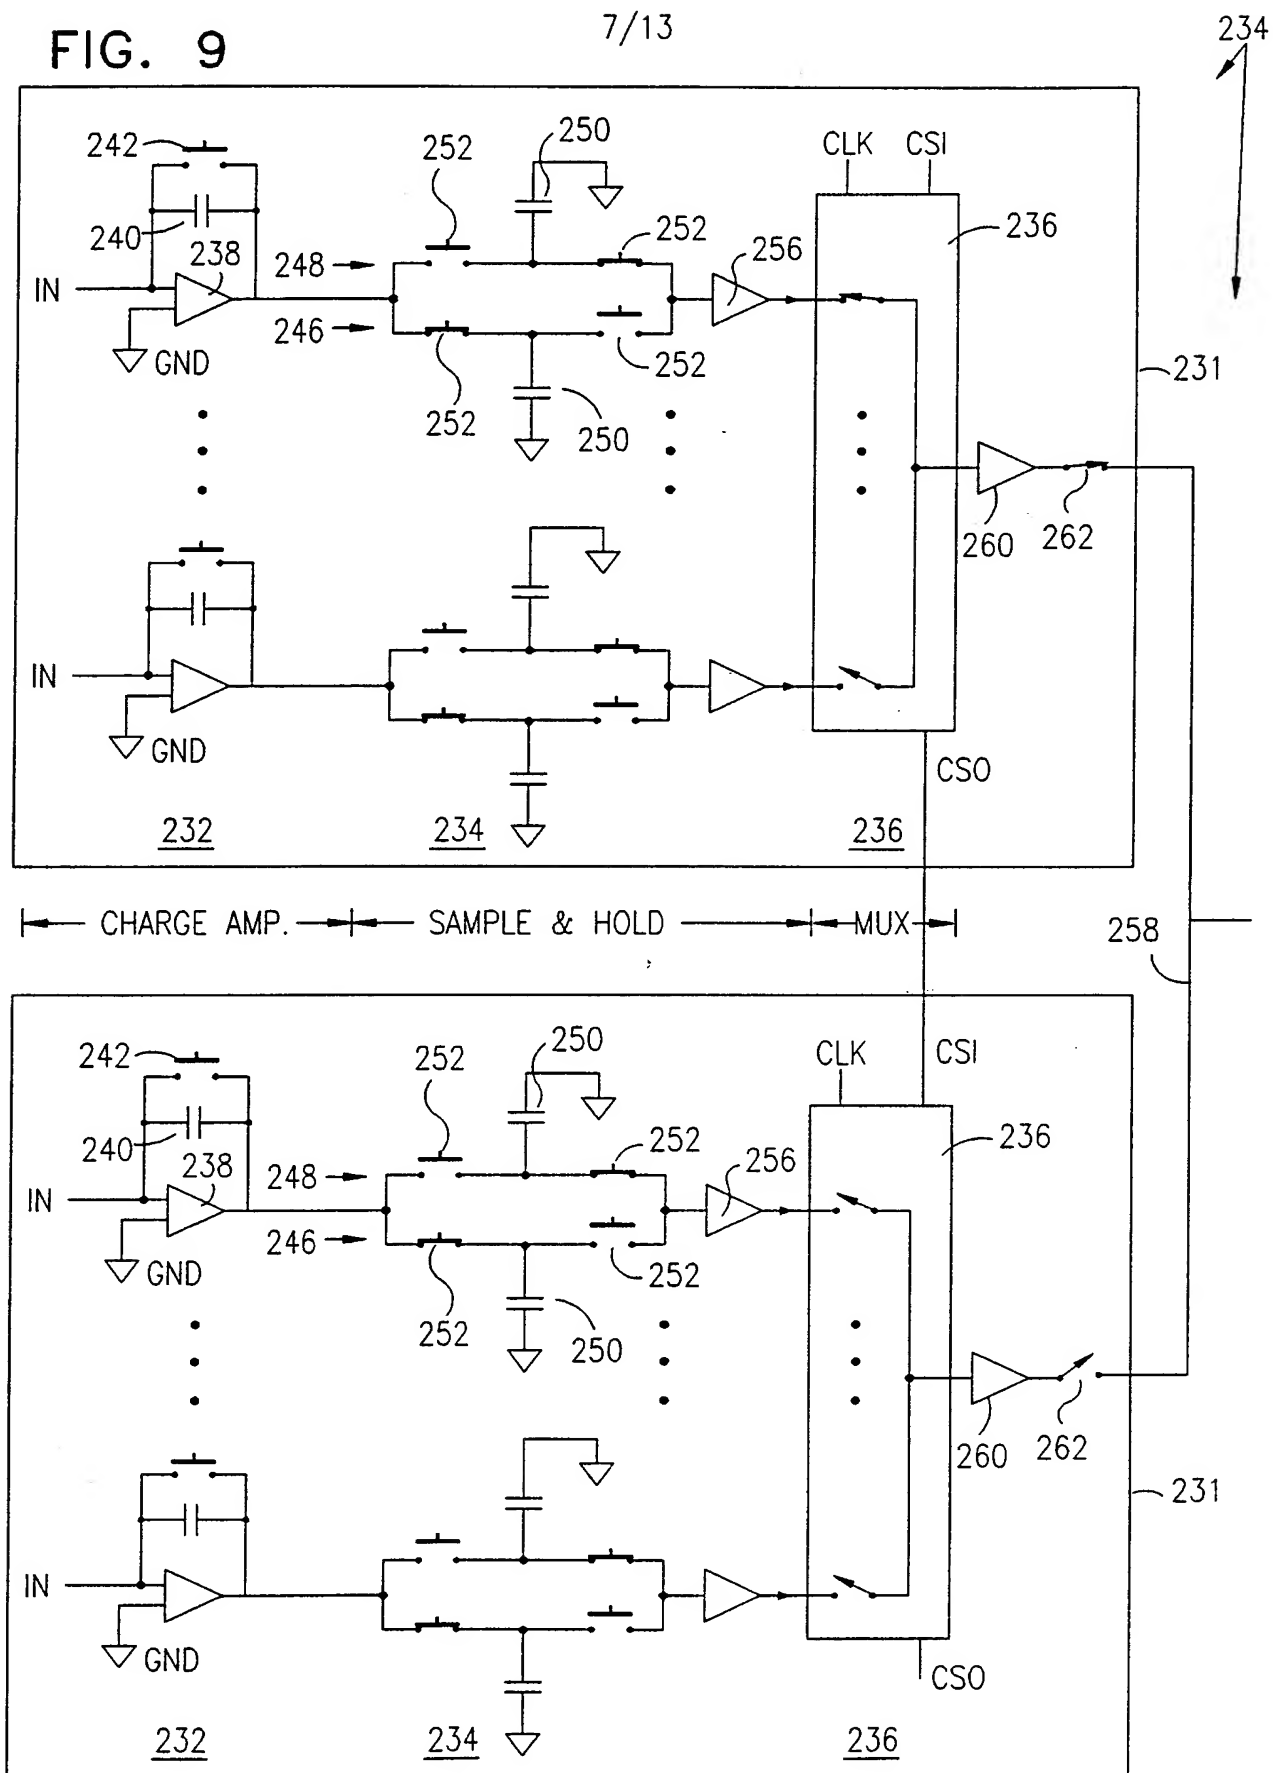 7/13
FIG. 9
234
242
252
250
CLK CSI
240
238
248
252
256
236
IN
246
GND
252
250
252
231
260
262
IN
GND
CSO
232
234
236
CHARGE AMP.
SAMPLE & HOLD
MUX
258
242
252
250
CLK
CSI
240
238
248
252
256
236
IN
246
GND
252
250
252
260
262
231
IN
GND
CSO
232
234
236